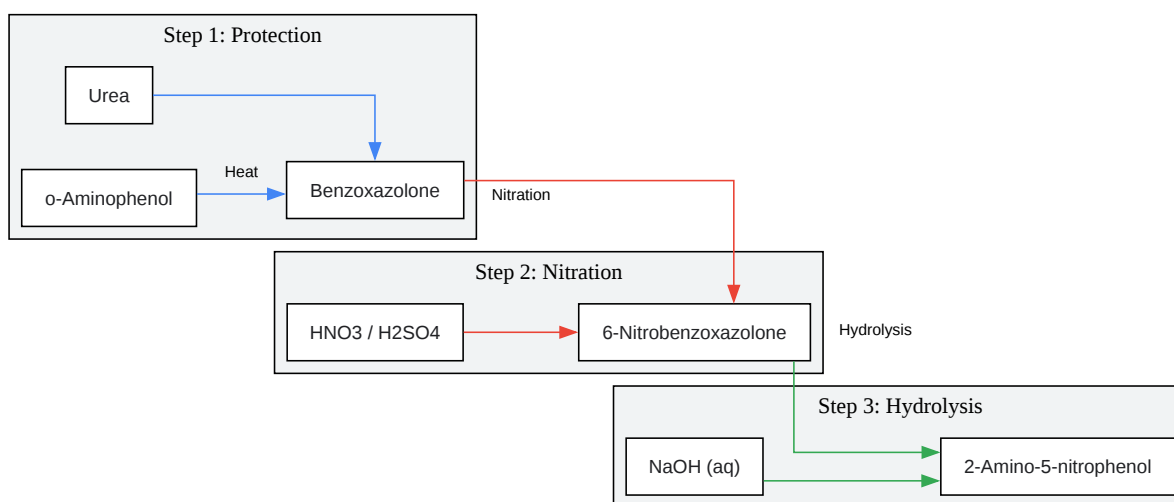 Step 1: Protection
Urea
Heat
o-Aminophenol
Benzoxazolone
Nitration
Step 2: Nitration
HNO3 / H2SO4
6-Nitrobenzoxazolone
Hydrolysis
Step 3: Hydrolysis
NaOH (aq)
2-Amino-5-nitrophenol